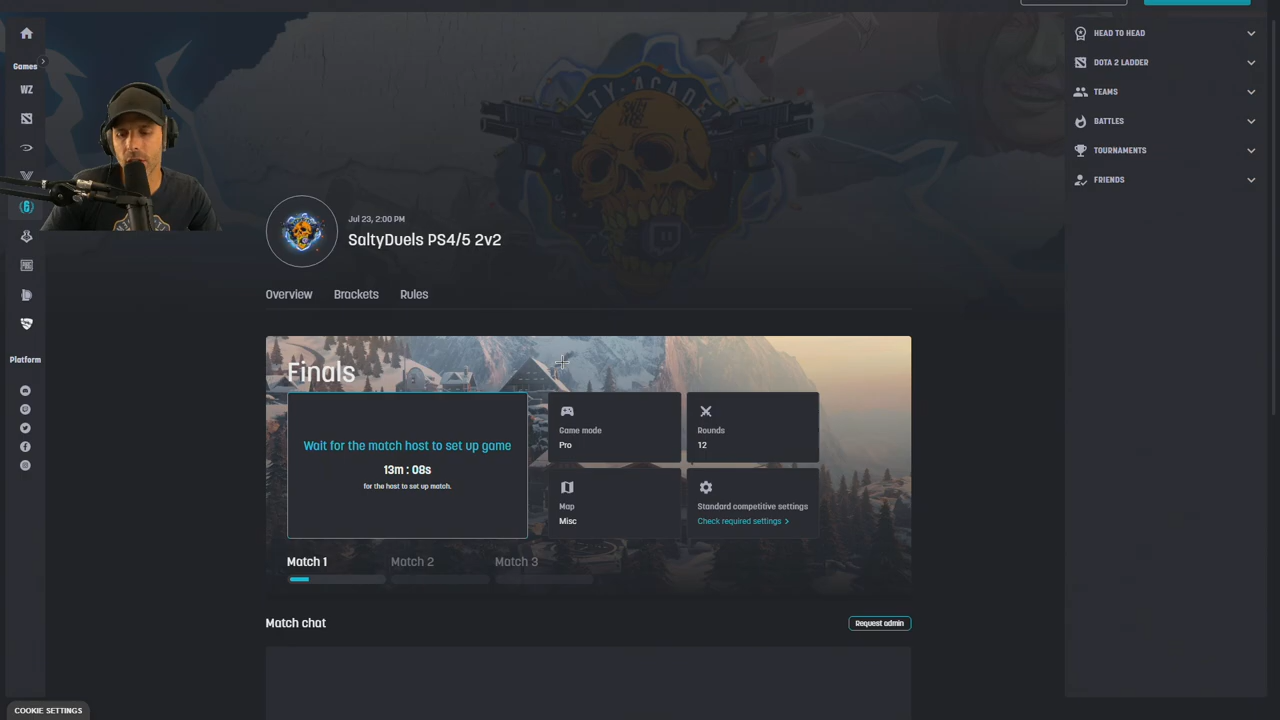 Games
WZ
Platform
COOKIE SETTINGS
SALTY·ACADEMY
Jul 23, 2:00 PM
SaltyDuels PS4/5 2v2
Overview
Brackets
Rules
Finals
Wait for the match host to set up game
13m : 08s
for the host to set up match.
Game mode
Pro
Rounds
12
Map
Misc
Standard competitive settings
Check required settings >
Match 1
Match 2
Match 3
Match chat
Request admin
HEAD TO HEAD
DOTA 2 LADDER
TEAMS
BATTLES
TOURNAMENTS
FRIENDS